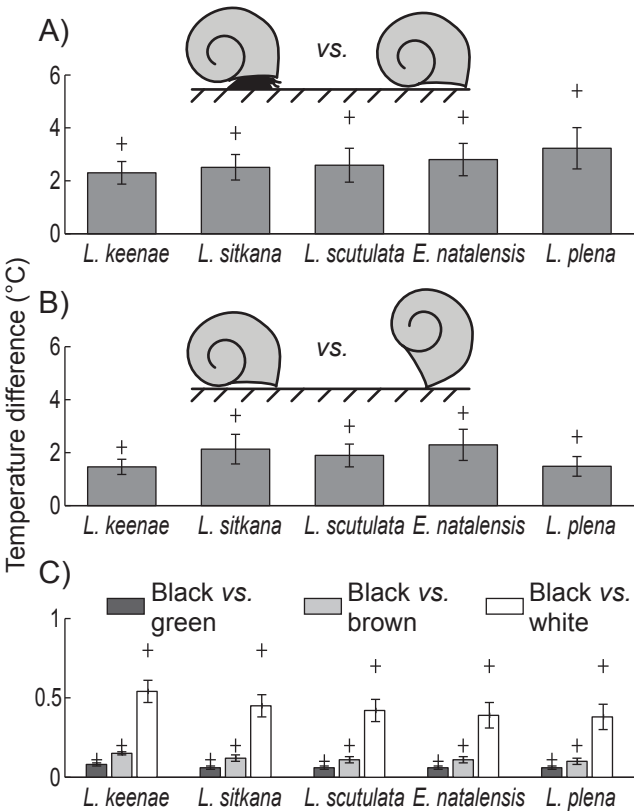 A)
vs.
6
4
2
0
L. keenae L. sitkana L. scutulata E. natalensis L. plena
Temperature difference (°C)
B)
vs.
6
4
2
0
L. keenae L. sitkana L. scutulata E. natalensis L. plena
C)
Black vs. green
Black vs. brown
Black vs. white
1
0.5
0
L. keenae L. sitkana L. scutulata E. natalensis L. plena